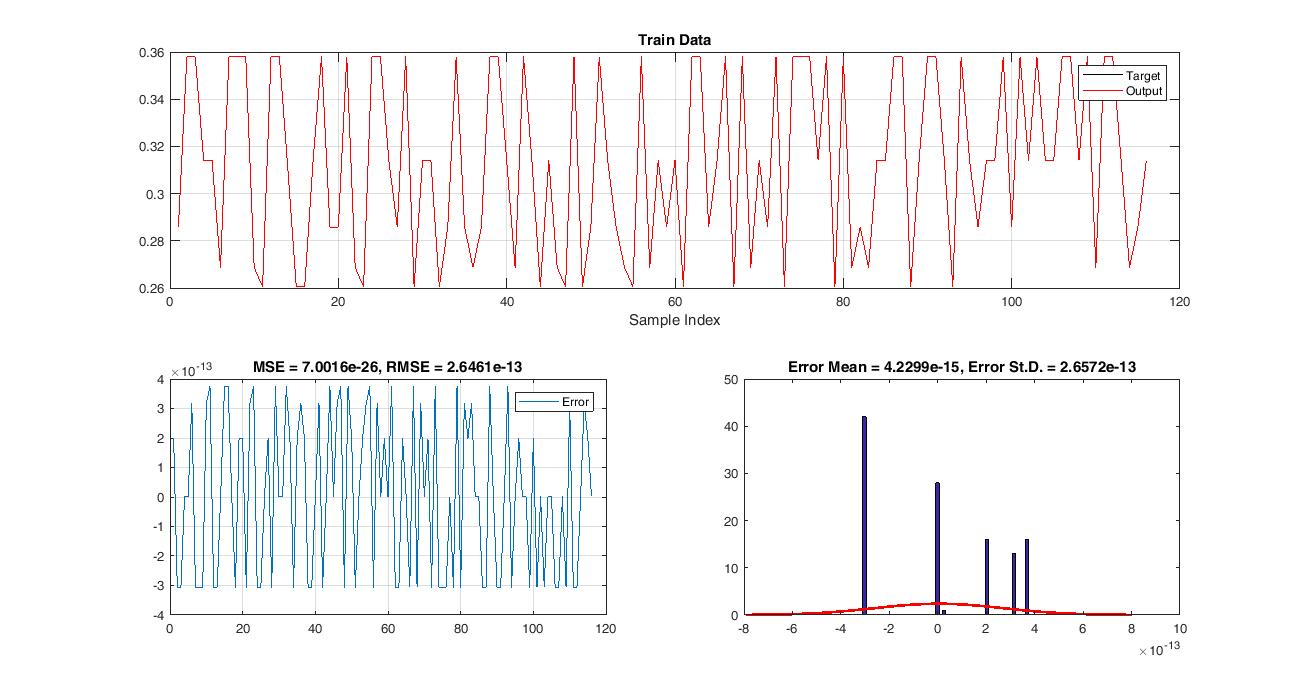 Train Data
0.36
0.34
0.32
0.3
0.28
0.26
Target
Output
0 20 40 60 80 100 120
Sample Index
×10-13
MSE = 7.0016e-26, RMSE = 2.6461e-13
4
3
2
1
0
-1
-2
-3
-4
Error
0 20 40 60 80 100 120
Error Mean = 4.2299e-15, Error St.D. = 2.6572e-13
50
40
30
20
10
0
-8 -6 -4 -2 0 2 4 6 8 10
×10-13